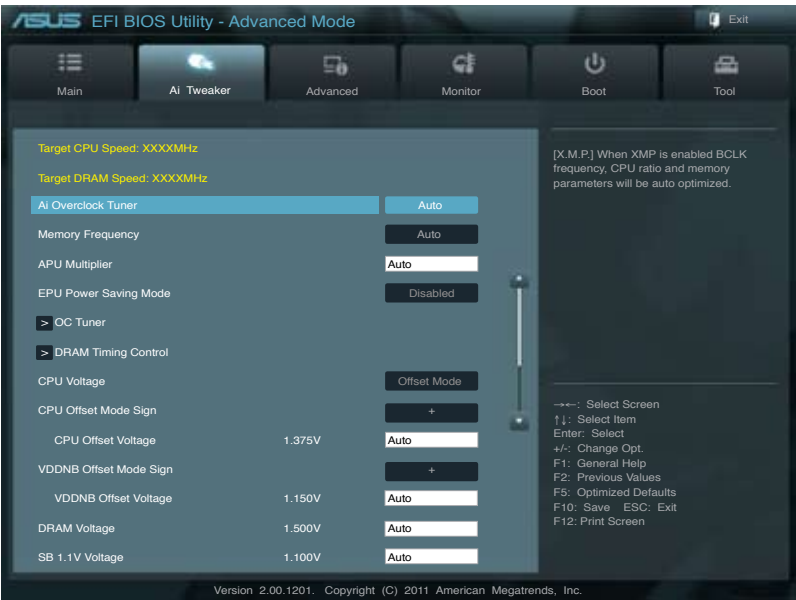 ASUS EFI BIOS Utility - Advanced Mode
Exit
Main
Ai Tweaker
Advanced
Monitor
Boot
Tool
Target CPU Speed: XXXXMHz
Target DRAM Speed: XXXXMHz
Ai Overclock Tuner Auto
Memory Frequency Auto
APU Multiplier Auto
EPU Power Saving Mode Disabled
> OC Tuner
> DRAM Timing Control
CPU Voltage Offset Mode
CPU Offset Mode Sign +
CPU Offset Voltage 1.375V Auto
VDDNB Offset Mode Sign +
VDDNB Offset Voltage 1.150V Auto
DRAM Voltage 1.500V Auto
SB 1.1V Voltage 1.100V Auto
[X.M.P.] When XMP is enabled BCLK
frequency, CPU ratio and memory
parameters will be auto optimized.
→←: Select Screen
↑↓: Select Item
Enter: Select
+/-: Change Opt.
F1: General Help
F2: Previous Values
F5: Optimized Defaults
F10: Save ESC: Exit
F12: Print Screen
Version 2.00.1201. Copyright (C) 2011 American Megatrends, Inc.